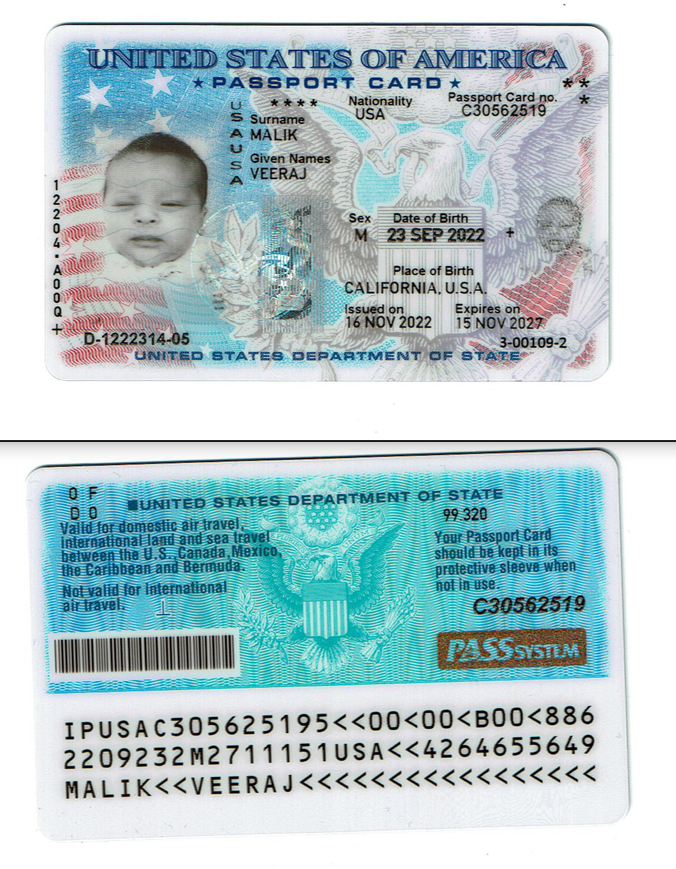 UNITED STATES OF AMERICA
★ PASSPORT CARD ★
USAUSA
****
Nationality
USA
Passport Card no.
C30562519
**
*
Surname
MALIK
Given Names
VEERAJ
12204•A00Q
Sex
M
Date of Birth
23 SEP 2022
Place of Birth
CALIFORNIA, U.S.A.
Issued on
16 NOV 2022
Expires on
15 NOV 2027
D-1222314-05
3-00109-2
UNITED STATES DEPARTMENT OF STATE
0 F
D 0
UNITED STATES DEPARTMENT OF STATE
99 320
Valid for domestic air travel,
international land and sea travel
between the U.S., Canada, Mexico,
the Caribbean and Bermuda.
Not valid for international
air travel.
Your Passport Card
should be kept in its
protective sleeve when
not in use.
C30562519
PASS SYSTEM
IPUSAC305625195<<00<00<B00<886
2209232M2711151USA<<4264655649
MALIK<<VEERAJ<<<<<<<<<<<<<<<<<